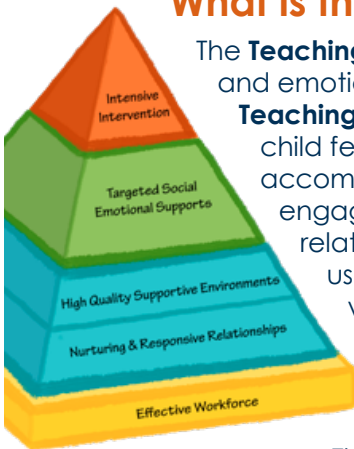 What is th
The Teaching
and emotio
Teaching
child fe
accom
engag
relat
us
Intensive
Intervention
Targeted Social
Emotional Supports
High Quality Supportive Environments
Nurturing & Responsive Relationships
Effective Workforce